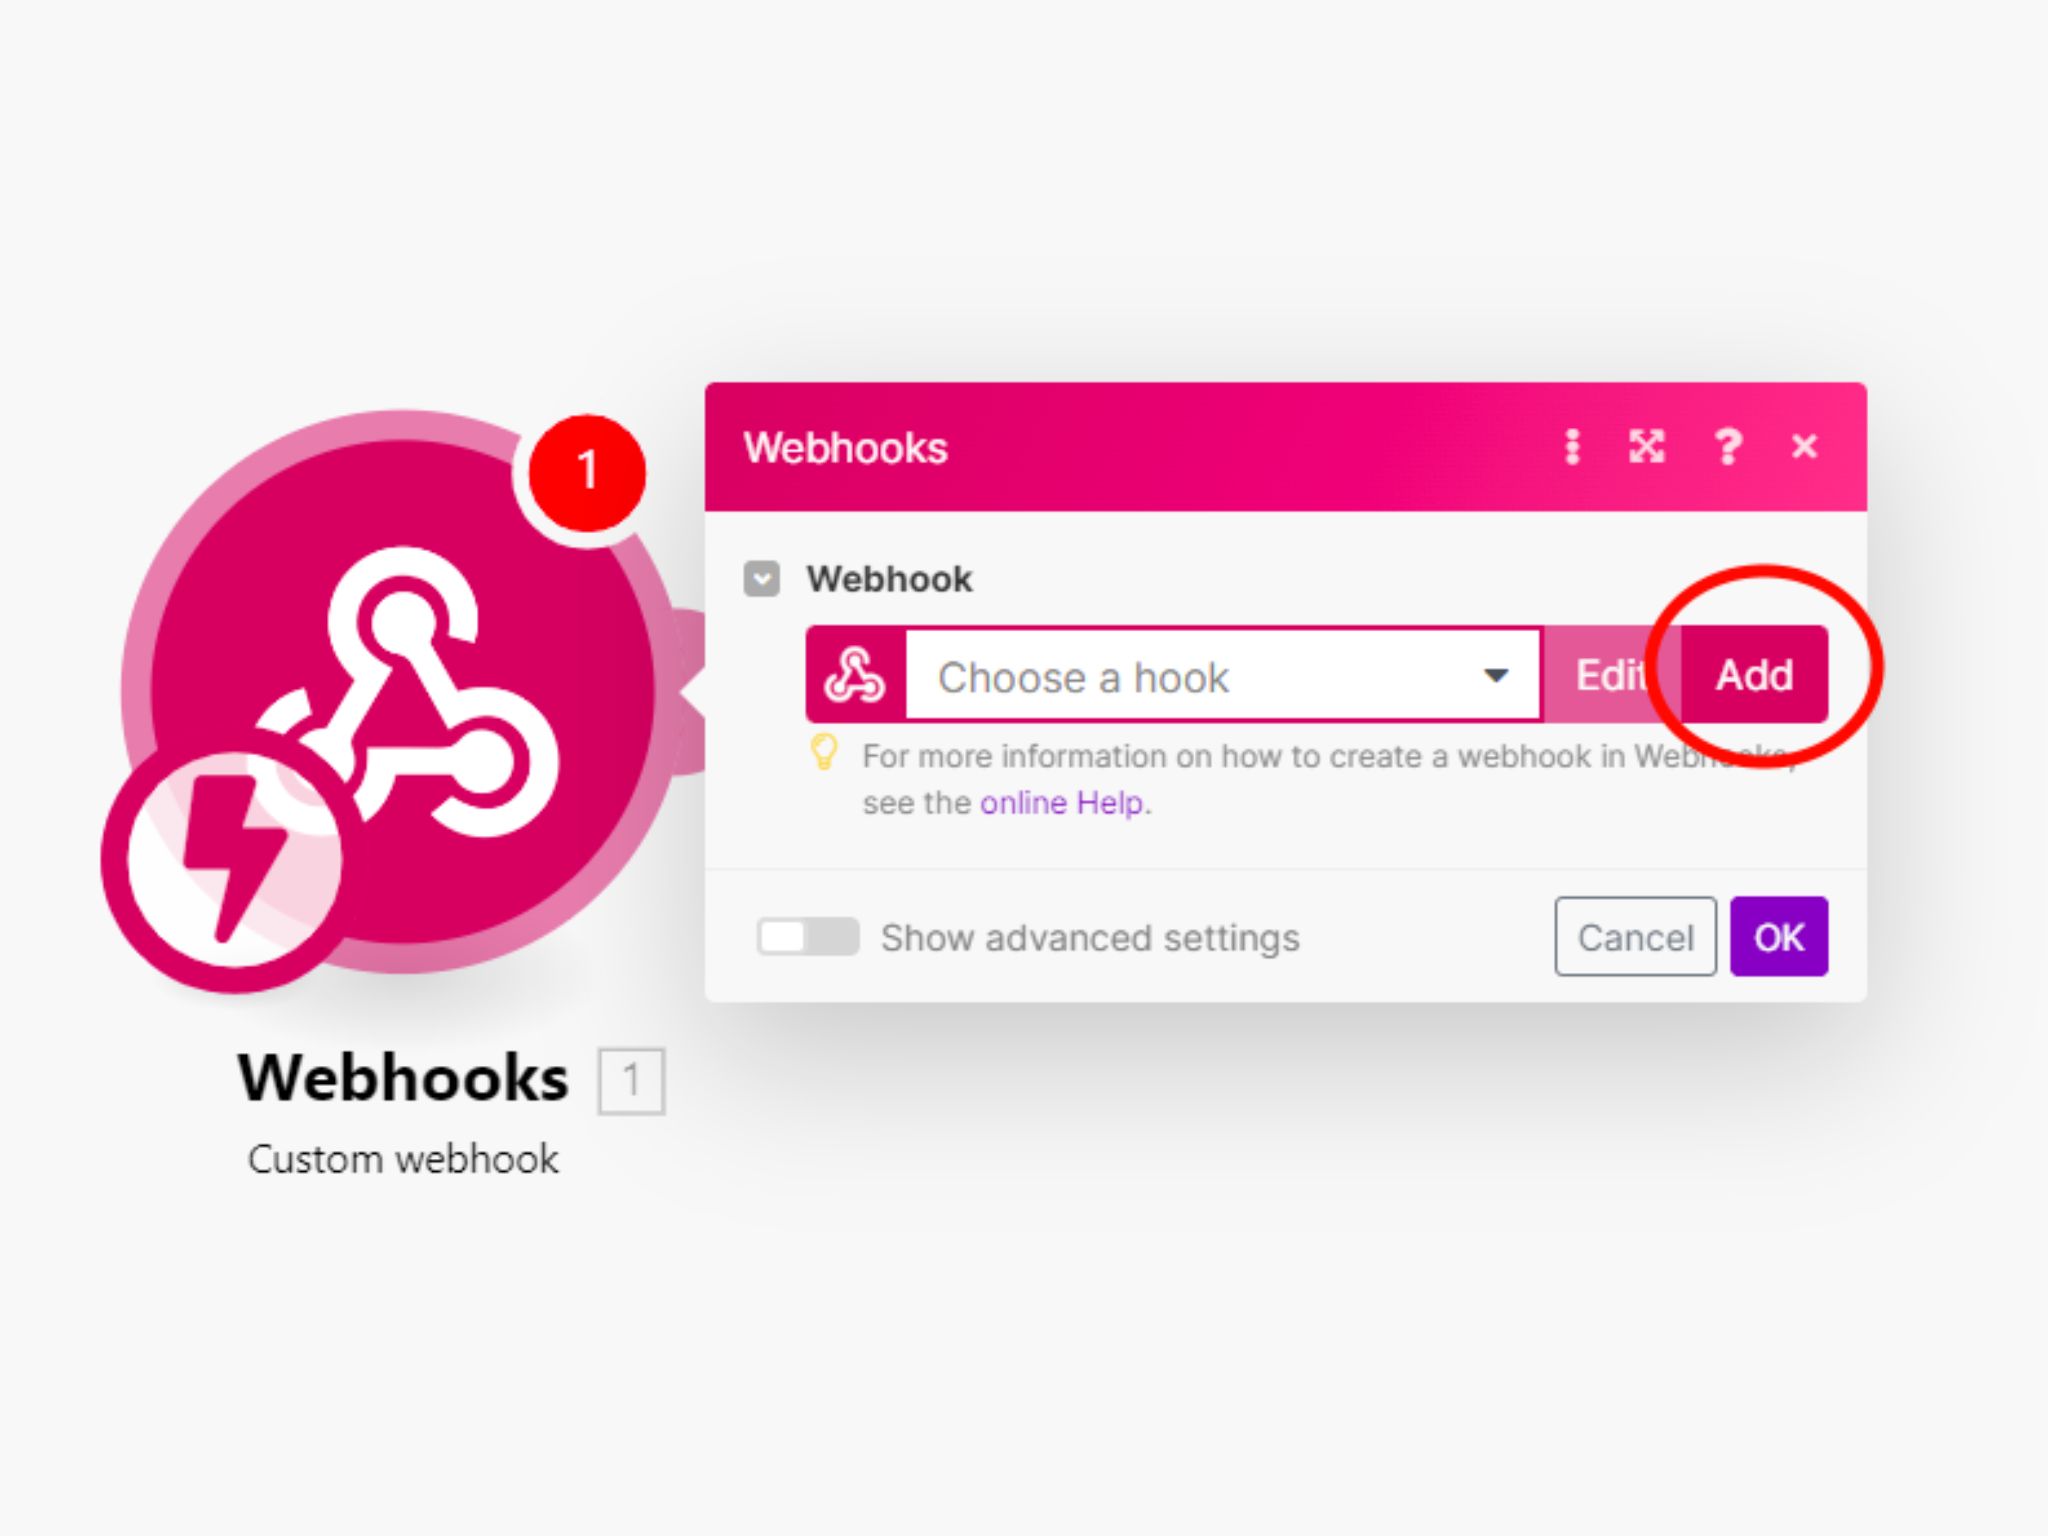 1
Webhooks
Webhook
Choose a hook
Edit
Add
For more information on how to create a webhook in Webhooks,
see the online Help.
Show advanced settings
Cancel
OK
Webhooks 1
Custom webhook